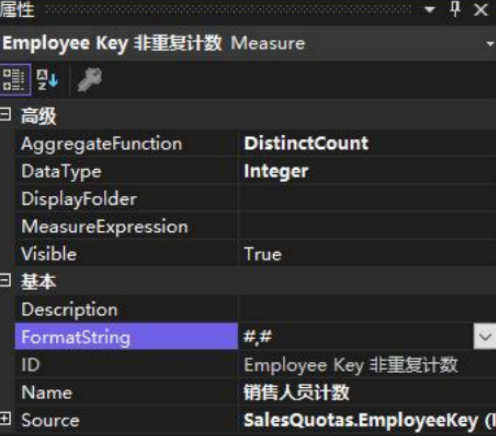 属性
Employee Key 非重复计数 Measure
高级
AggregateFunction DistinctCount
DataType Integer
DisplayFolder
MeasureExpression
Visible True
基本
Description
FormatString #,#
ID Employee Key 非重复计数
Name 销售人员计数
Source SalesQuotas.EmployeeKey (